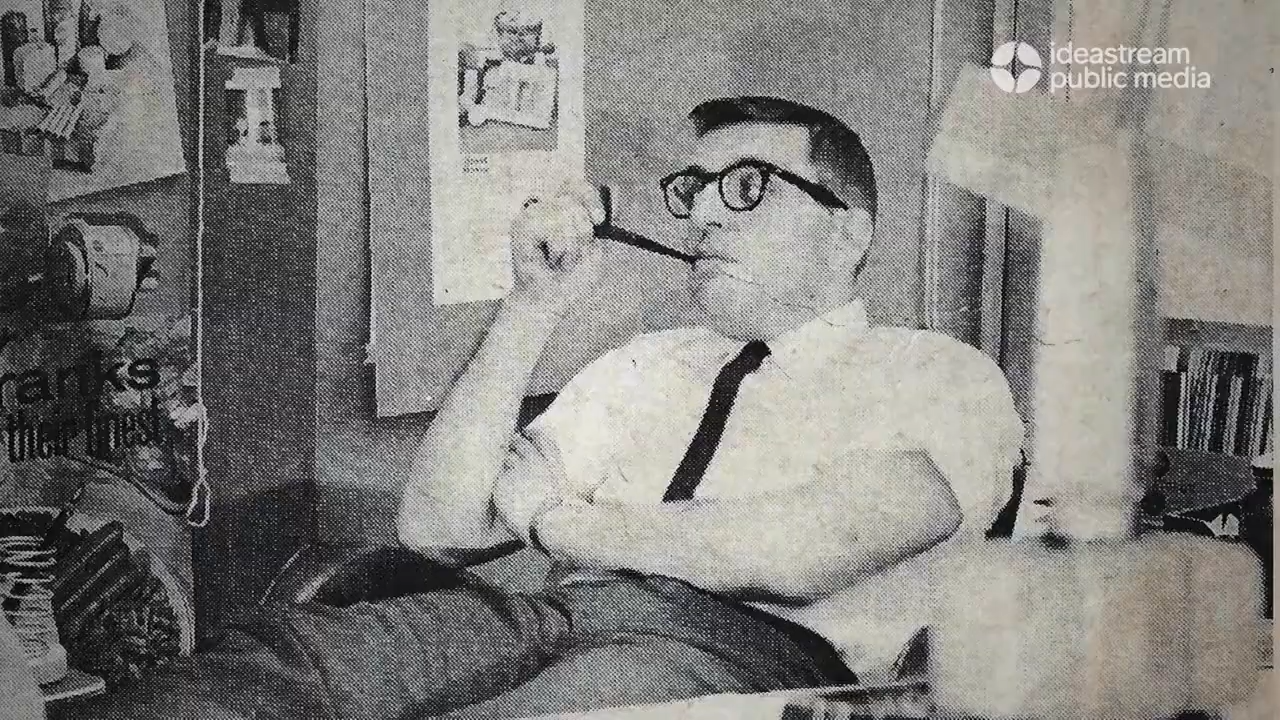 ideastream
public media
ranks
their finest